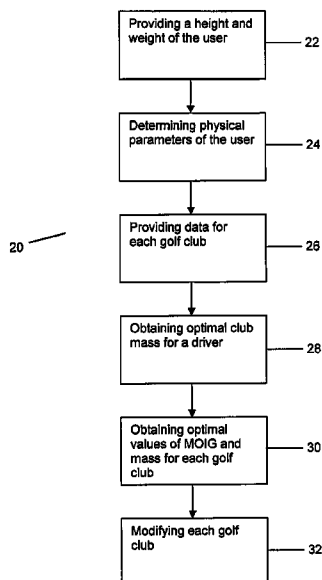 Providing a height and
weight of the user
22
Determining physical
parameters of the user
24
Providing data for
each golf club
26
20
Obtaining optimal club
mass for a driver
28
Obtaining optimal
values of MOIG and
mass for each golf
club
30
Modifying each golf
club
32